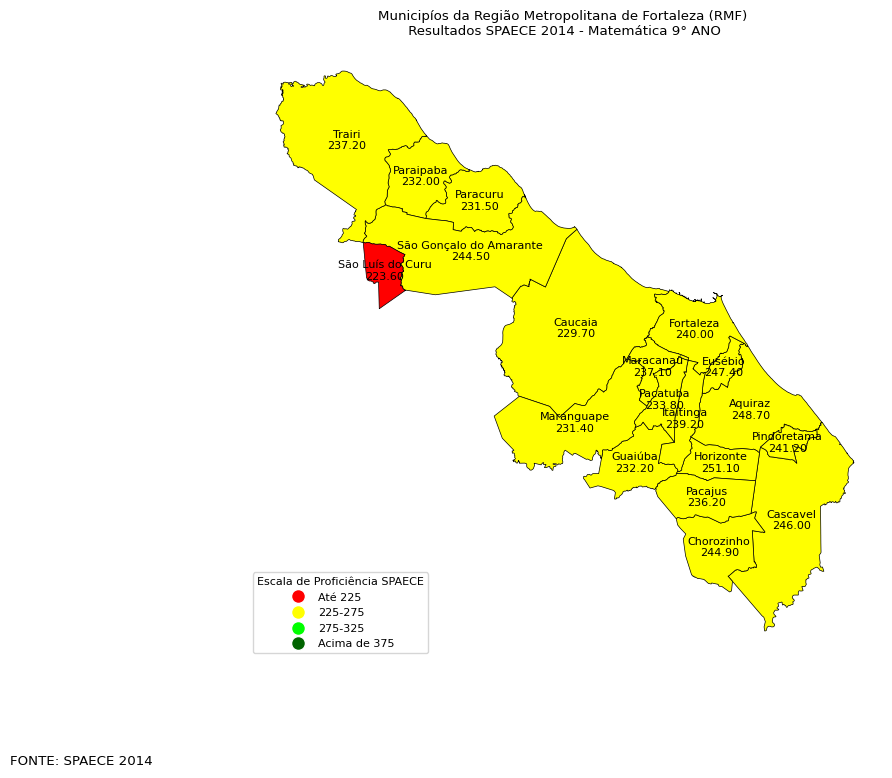 Municipíos da Região Metropolitana de Fortaleza (RMF)
Resultados SPAECE 2014 - Matemática 9° ANO
Trairi
237.20
Paraipaba
232.00
Paracuru
231.50
São Gonçalo do Amarante
244.50
São Luís do Curu
223.60
Caucaia
229.70
Fortaleza
240.00
Maracanaú
237.10
Eusébio
247.40
Pacatuba
233.80
Itaitinga
239.20
Aquiraz
248.70
Maranguape
231.40
Pindoretama
241.20
Guaiúba
232.20
Horizonte
251.10
Pacajus
236.20
Cascavel
246.00
Chorozinho
244.90
Escala de Proficiência SPAECE
Até 225
225-275
275-325
Acima de 375
FONTE: SPAECE 2014